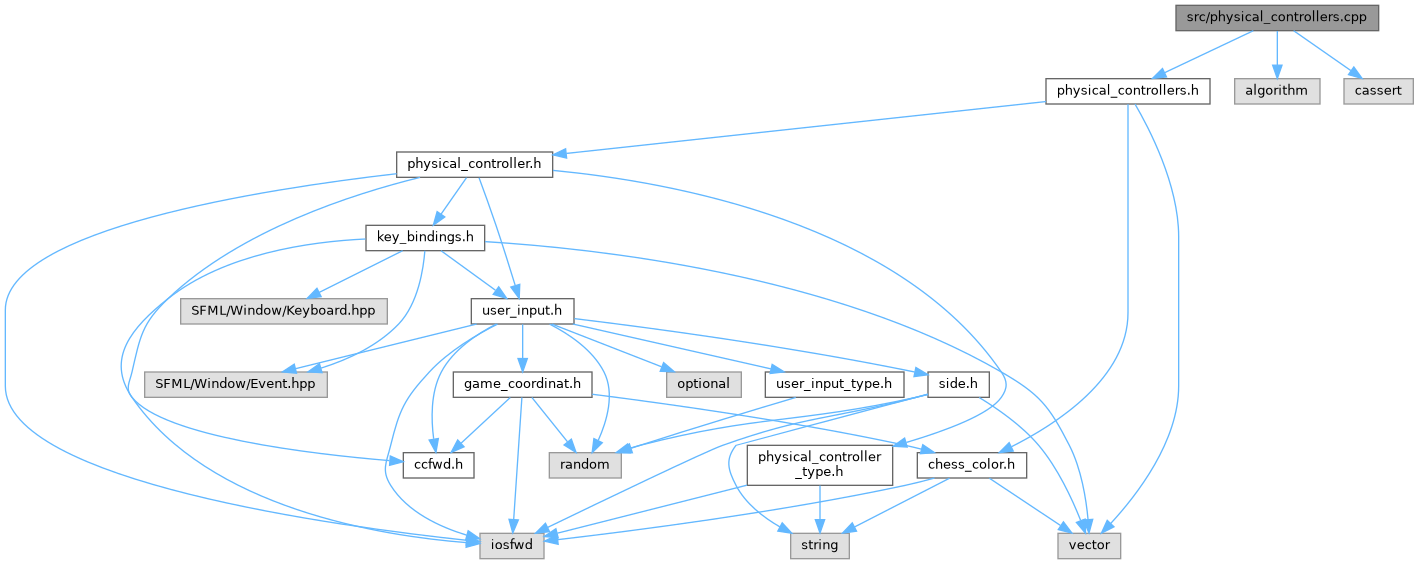 src/physical_controllers.cpp
physical_controllers.h
algorithm
cassert
physical_controller.h
key_bindings.h
SFML/Window/Keyboard.hpp
user_input.h
SFML/Window/Event.hpp
game_coordinat.h
optional
user_input_type.h
side.h
ccfwd.h
random
physical_controller
_type.h
chess_color.h
iosfwd
string
vector